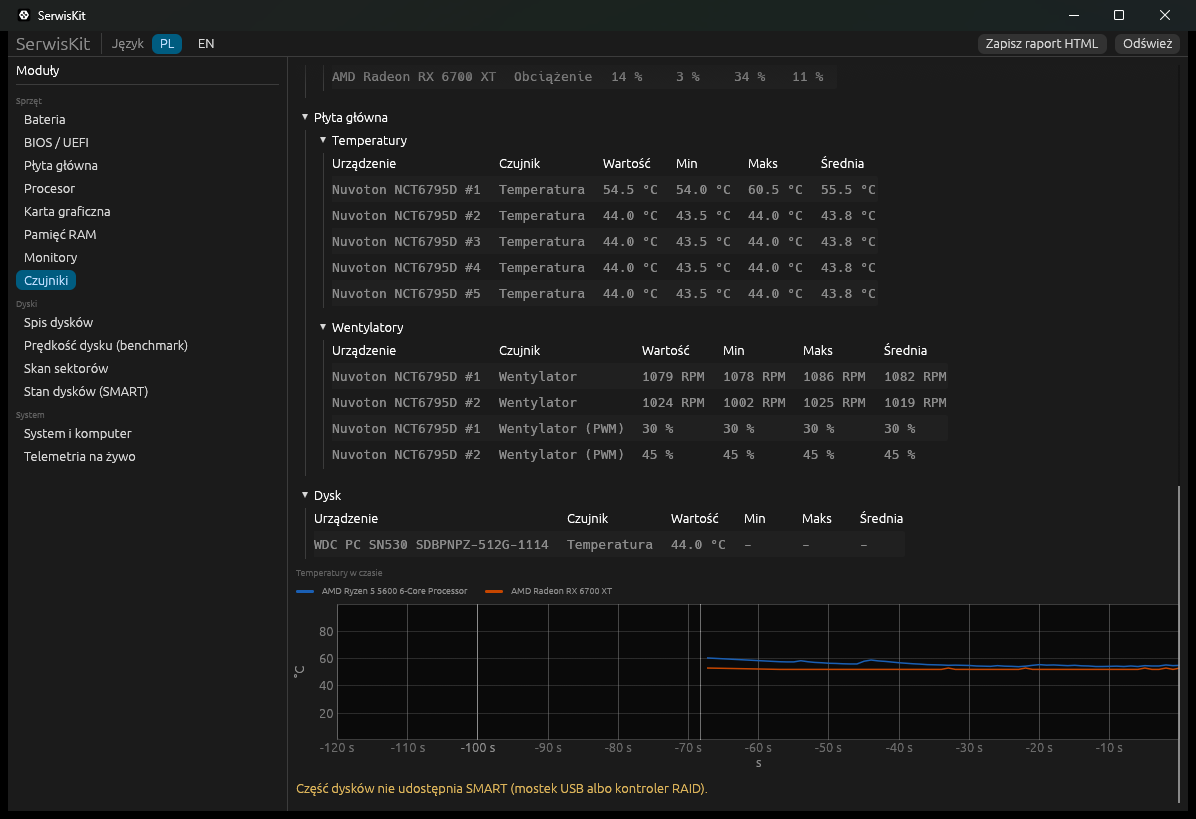 SerwisKit
SerwisKit Język PL EN Zapisz raport HTML Odśwież
Moduły
Sprzęt
Bateria
BIOS / UEFI
Płyta główna
Procesor
Karta graficzna
Pamięć RAM
Monitory
Czujniki
Dyski
Spis dysków
Prędkość dysku (benchmark)
Skan sektorów
Stan dysków (SMART)
System
System i komputer
Telemetria na żywo
AMD Radeon RX 6700 XT Obciążenie 14 % 3 % 34 % 11 %
Płyta główna
Temperatury
Urządzenie Czujnik Wartość Min Maks Średnia
Nuvoton NCT6795D #1 Temperatura 54.5 °C 54.0 °C 60.5 °C 55.5 °C
Nuvoton NCT6795D #2 Temperatura 44.0 °C 43.5 °C 44.0 °C 43.8 °C
Nuvoton NCT6795D #3 Temperatura 44.0 °C 43.5 °C 44.0 °C 43.8 °C
Nuvoton NCT6795D #4 Temperatura 44.0 °C 43.5 °C 44.0 °C 43.8 °C
Nuvoton NCT6795D #5 Temperatura 44.0 °C 43.5 °C 44.0 °C 43.8 °C
Wentylatory
Urządzenie Czujnik Wartość Min Maks Średnia
Nuvoton NCT6795D #1 Wentylator 1079 RPM 1078 RPM 1086 RPM 1082 RPM
Nuvoton NCT6795D #2 Wentylator 1024 RPM 1002 RPM 1025 RPM 1019 RPM
Nuvoton NCT6795D #1 Wentylator (PWM) 30 % 30 % 30 % 30 %
Nuvoton NCT6795D #2 Wentylator (PWM) 45 % 45 % 45 % 45 %
Dysk
Urządzenie Czujnik Wartość Min Maks Średnia
WDC PC SN530 SDBPNPZ-512G-1114 Temperatura 44.0 °C – – –
Temperatury w czasie
AMD Ryzen 5 5600 6-Core Processor AMD Radeon RX 6700 XT
80
60
°C
40
20
-120 s -110 s -100 s -90 s -80 s -70 s -60 s -50 s -40 s -30 s -20 s -10 s
s
Część dysków nie udostępnia SMART (mostek USB albo kontroler RAID).